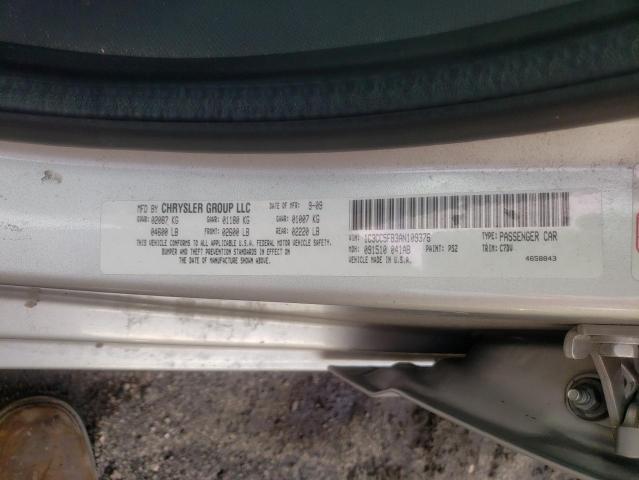 MFD BY CHRYSLER GROUP LLC DATE OF MFR 9-09
GVWR: 02087 KG GAWR: 01180 KG GAWR: 01007 KG
04600 LB FRONT: 02600 LB REAR: 02220 LB
THIS VEHICLE CONFORMS TO ALL APPLICABLE U.S.A. FEDERAL MOTOR VEHICLE SAFETY,
BUMPER AND THEFT PREVENTION STANDARDS IN EFFECT ON
THE DATE OF MANUFACTURE SHOWN ABOVE.
VIN: 1C3CC5FB3AN109376 TYPE: PASSENGER CAR
MDH: 091510 041AB PAINT: PS2 TRIM: C7DV
VEHICLE MADE IN U.S.A.
4658843